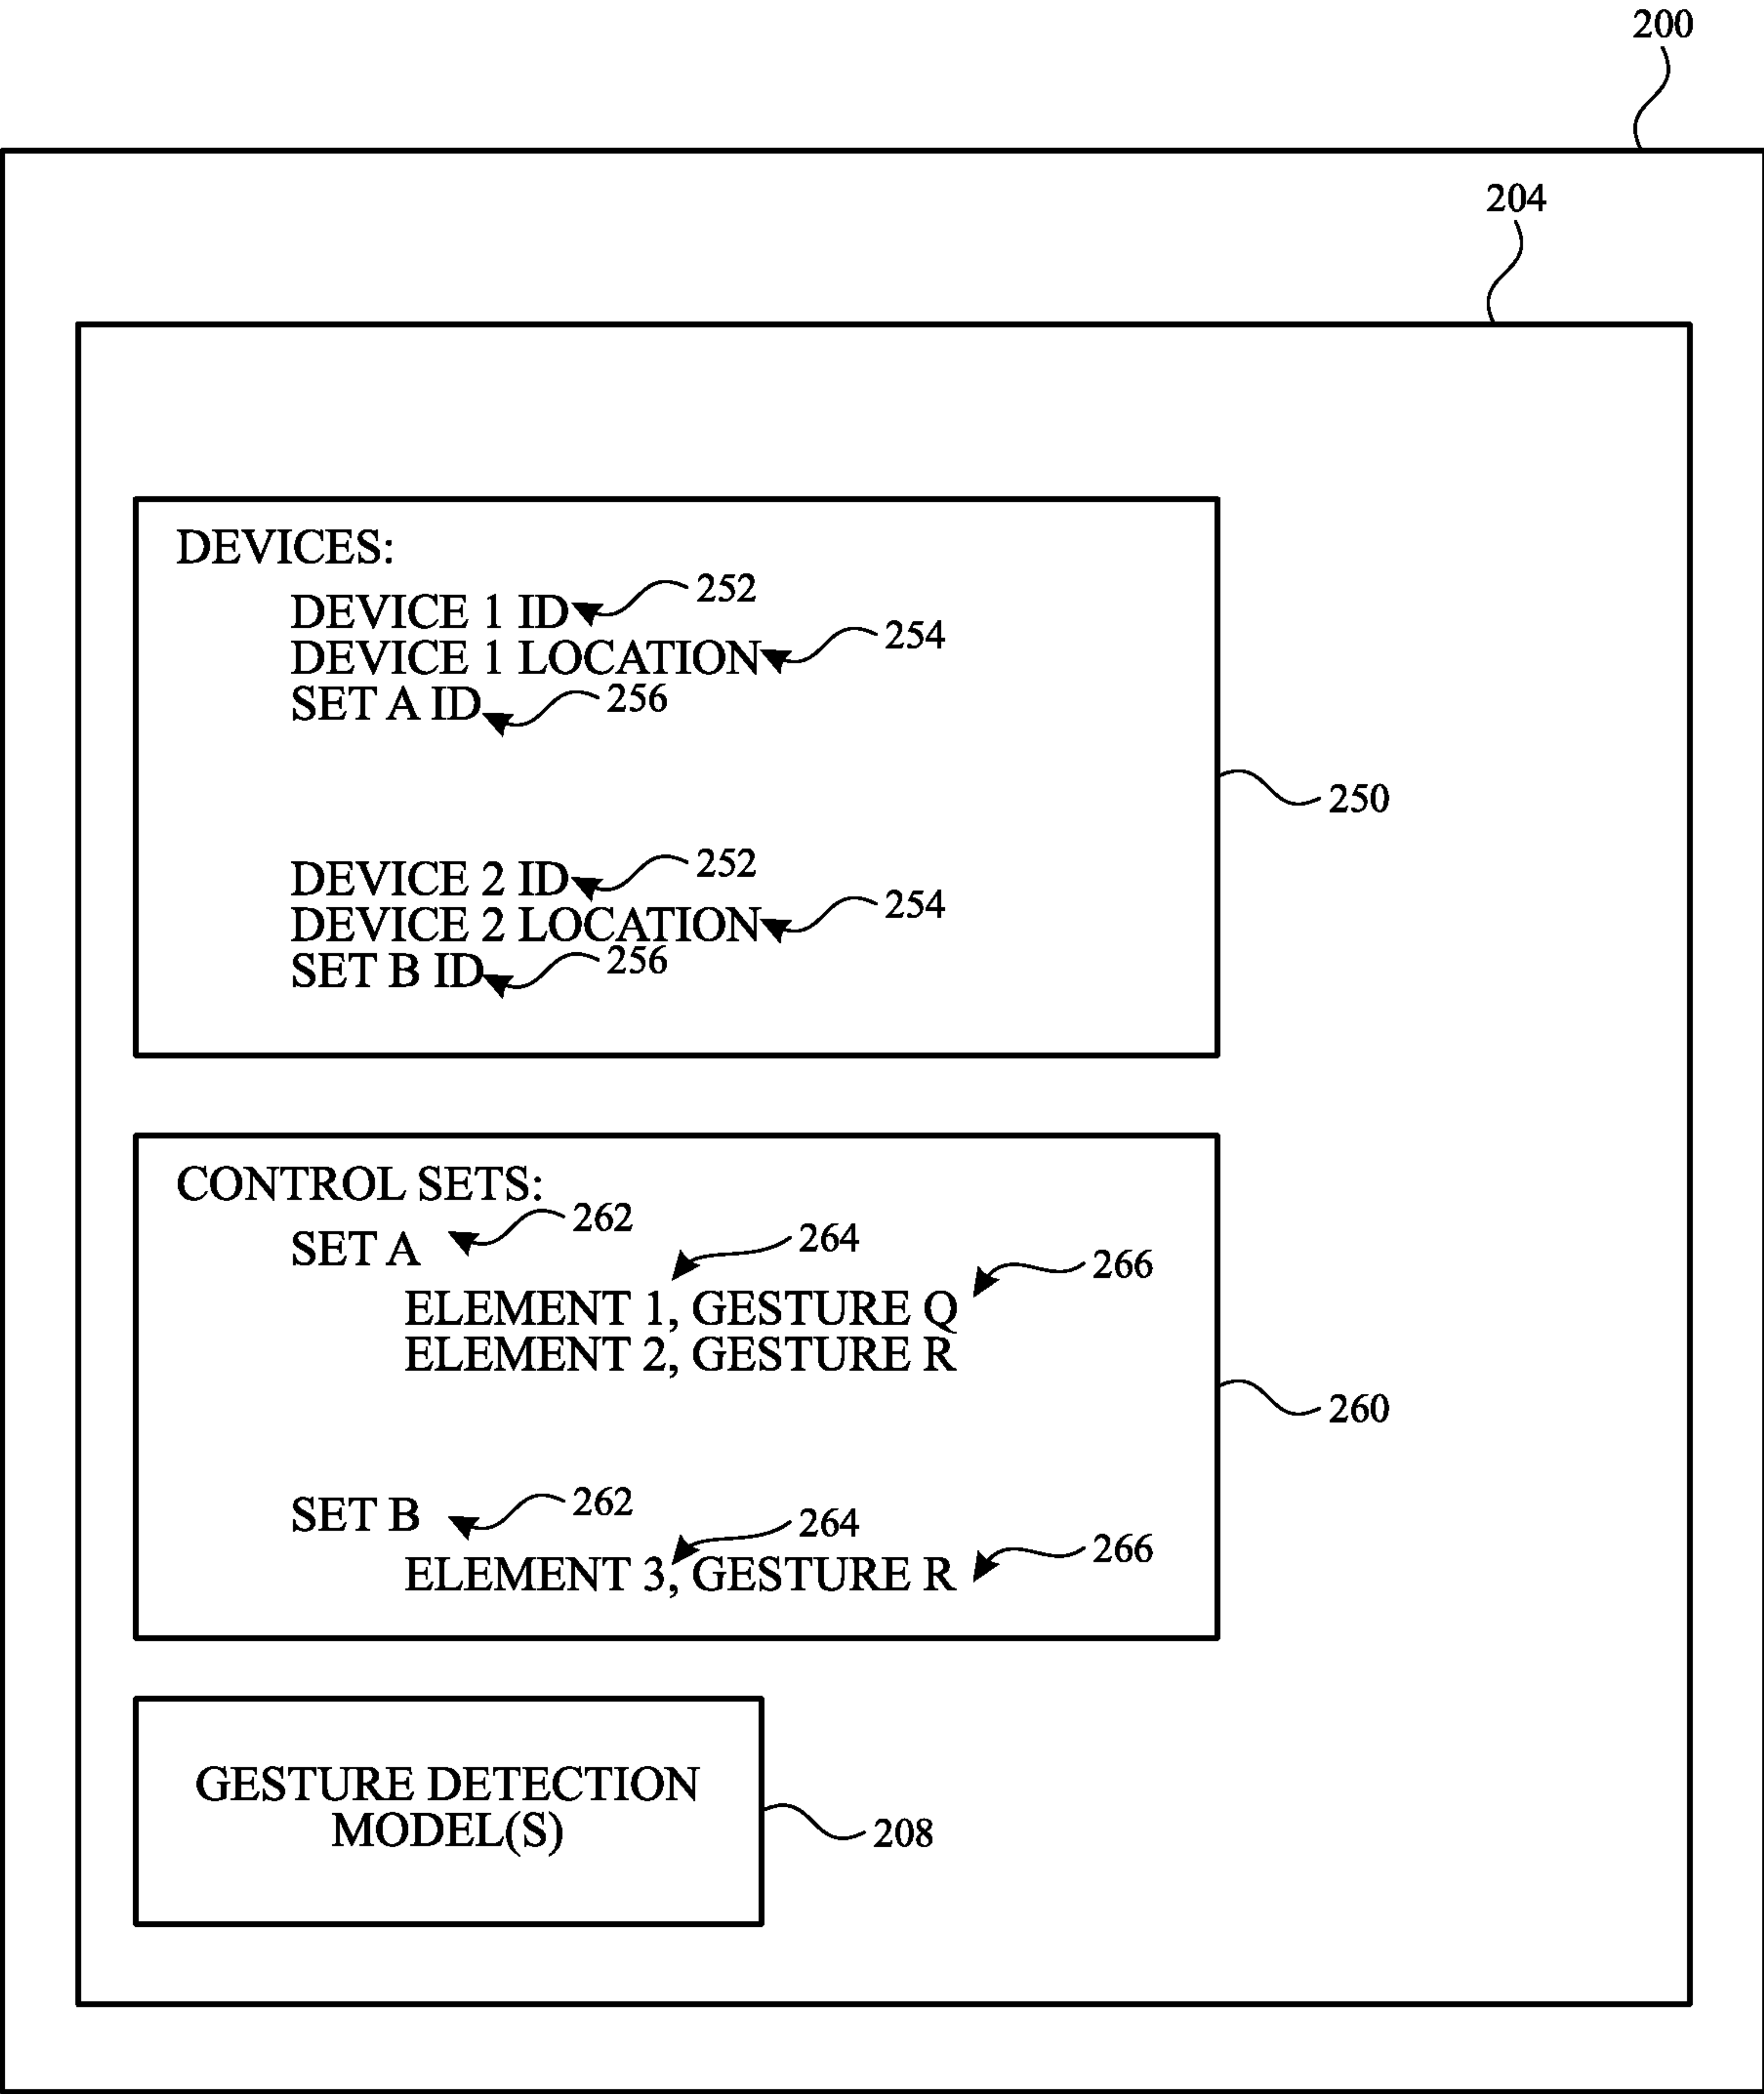 200
204
DEVICES:
DEVICE 1 ID 252
DEVICE 1 LOCATION 254
SET A ID 256
250
DEVICE 2 ID 252
DEVICE 2 LOCATION 254
SET B ID 256
CONTROL SETS:
SET A 262
264
266
ELEMENT 1, GESTURE Q
ELEMENT 2, GESTURE R
260
SET B 262
264
266
ELEMENT 3, GESTURE R
GESTURE DETECTION
MODEL(S)
208